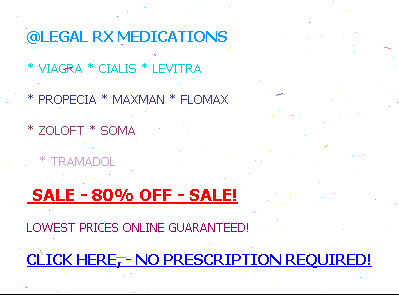 @LEGAL RX MEDICATIONS
* VIAGRA * CIALIS * LEVITRA
* PROPECIA * MAXMAN * FLOMAX
* ZOLOFT * SOMA
* TRAMADOL
SALE - 80% OFF - SALE!
LOWEST PRICES ONLINE GUARANTEED!
CLICK HERE, - NO PRESCRIPTION REQUIRED!